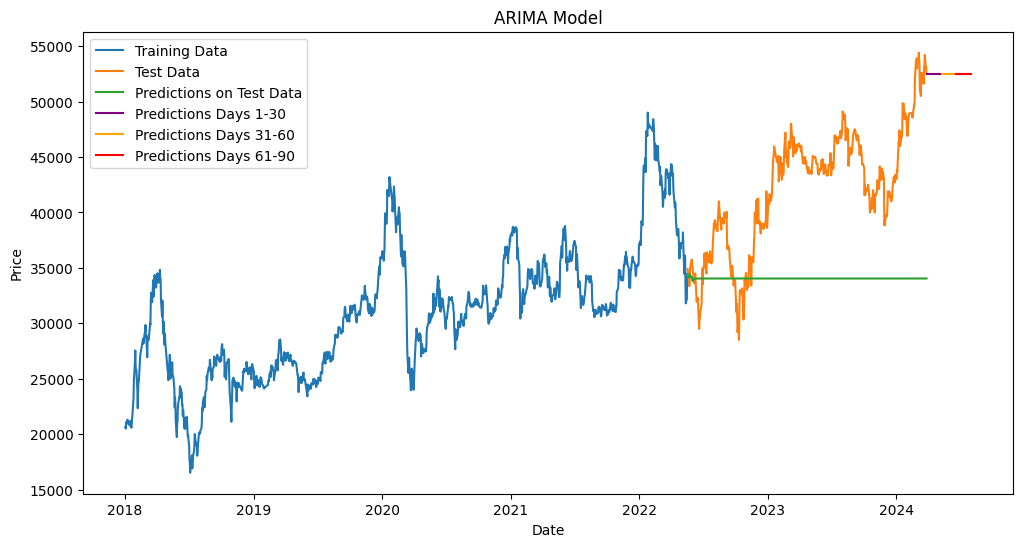 ARIMA Model
Training Data
Test Data
Predictions on Test Data
Predictions Days 1-30
Predictions Days 31-60
Predictions Days 61-90
55000
50000
45000
40000
35000
30000
25000
20000
15000
Price
2018 2019 2020 2021 2022 2023 2024
Date